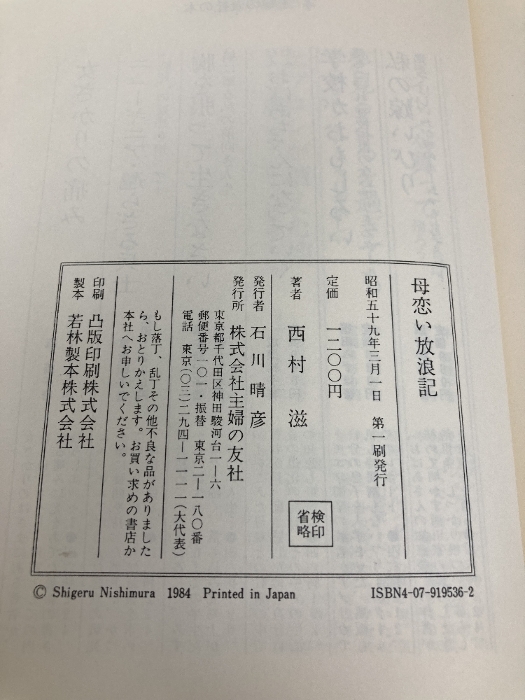 母恋い放浪記
昭和五十九年三月一日　第一刷発行
定価　一二〇〇円
著者　西村　滋
検印
省略
発行者　石川晴彦
発行所　株式会社主婦の友社
東京都千代田区神田駿河台一—六
郵便番号一〇一・振替　東京二—一八〇番
電話　東京(〇三)二九四—一一一一(大代表)
もし落丁、乱丁その他不良な品がありました
ら、おとりかえします。お買い求めの書店か
本社へお申しいでください。
印刷　凸版印刷株式会社
製本　若林製本株式会社
© Shigeru Nishimura 1984 Printed in Japan
ISBN4-07-919536-2